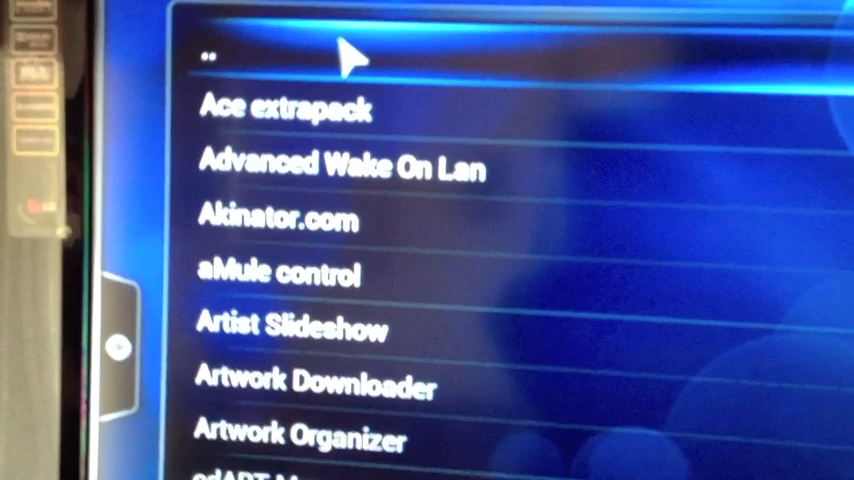 ..
Ace extrapack
Advanced Wake On Lan
Akinator.com
aMule control
Artist Slideshow
Artwork Downloader
Artwork Organizer